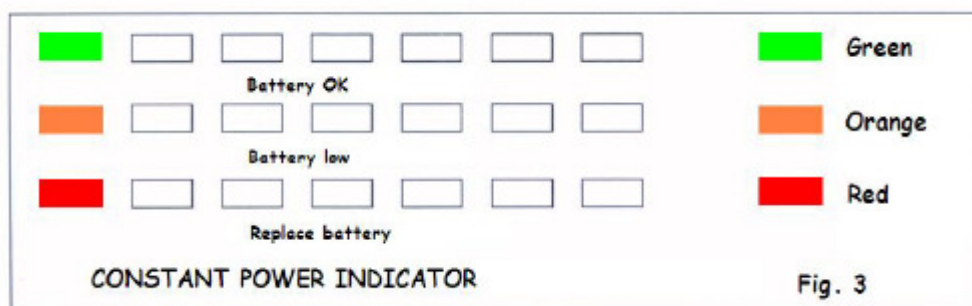 Green
Battery OK
Orange
Battery low
Red
Replace battery
CONSTANT POWER INDICATOR
Fig. 3